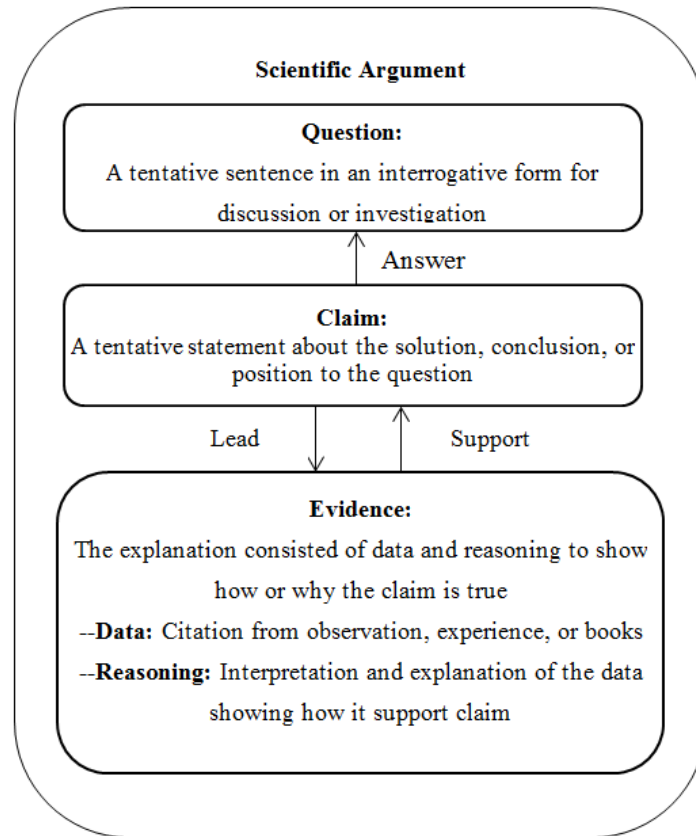 Scientific Argument
Question:
A tentative sentence in an interrogative form for
discussion or investigation
Answer
Claim:
A tentative statement about the solution, conclusion, or
position to the question
Lead
Support
Evidence:
The explanation consisted of data and reasoning to show
how or why the claim is true
--Data: Citation from observation, experience, or books
--Reasoning: Interpretation and explanation of the data
showing how it support claim